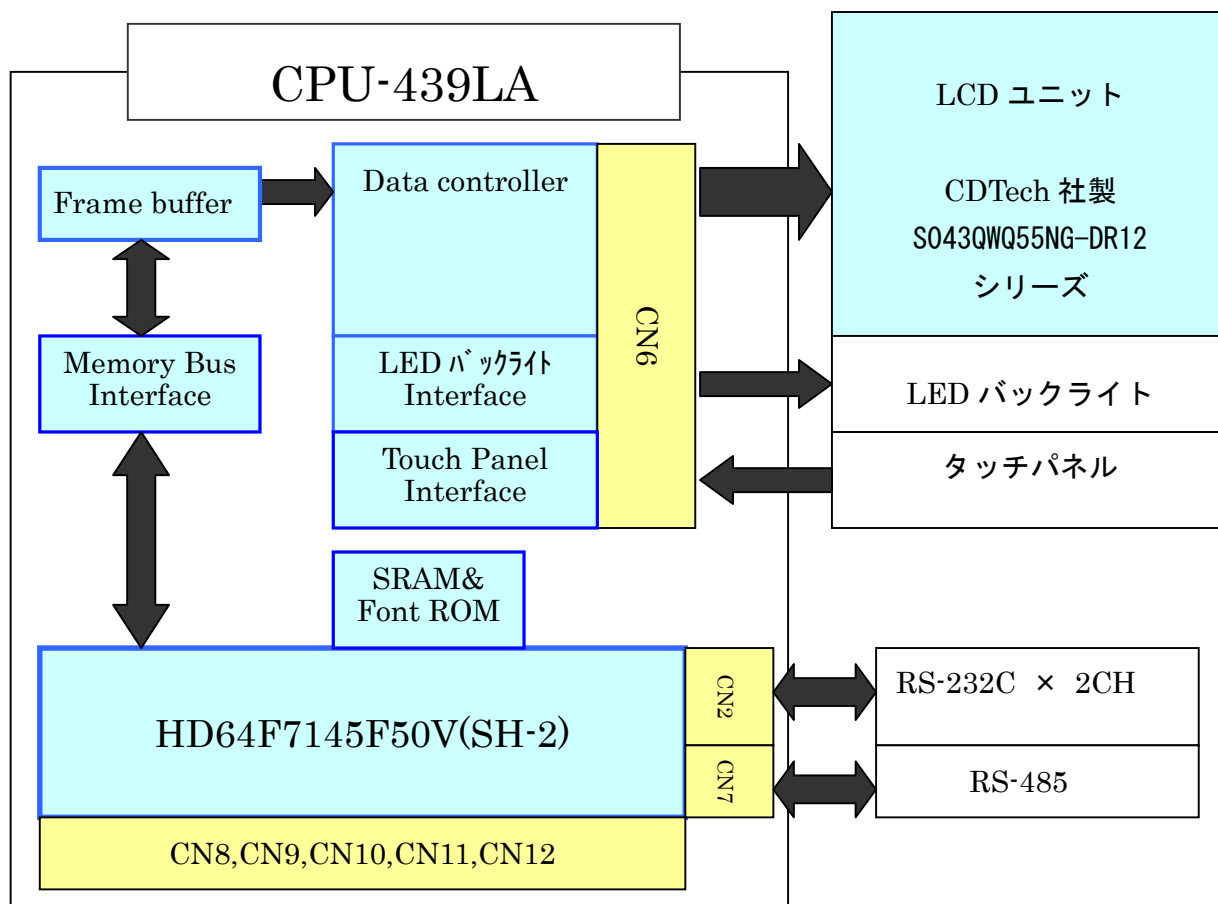 CPU-439LA
LCD ユニット
CDTech 社製
S043QWQ55NG-DR12
シリーズ
Frame buffer
Data controller
CN6
Memory Bus
Interface
LED ﾊﾞｯｸﾗｲﾄ
Interface
LED バックライト
Touch Panel
Interface
タッチパネル
SRAM&
Font ROM
HD64F7145F50V(SH-2)
CN2
RS-232C × 2CH
CN7
RS-485
CN8,CN9,CN10,CN11,CN12